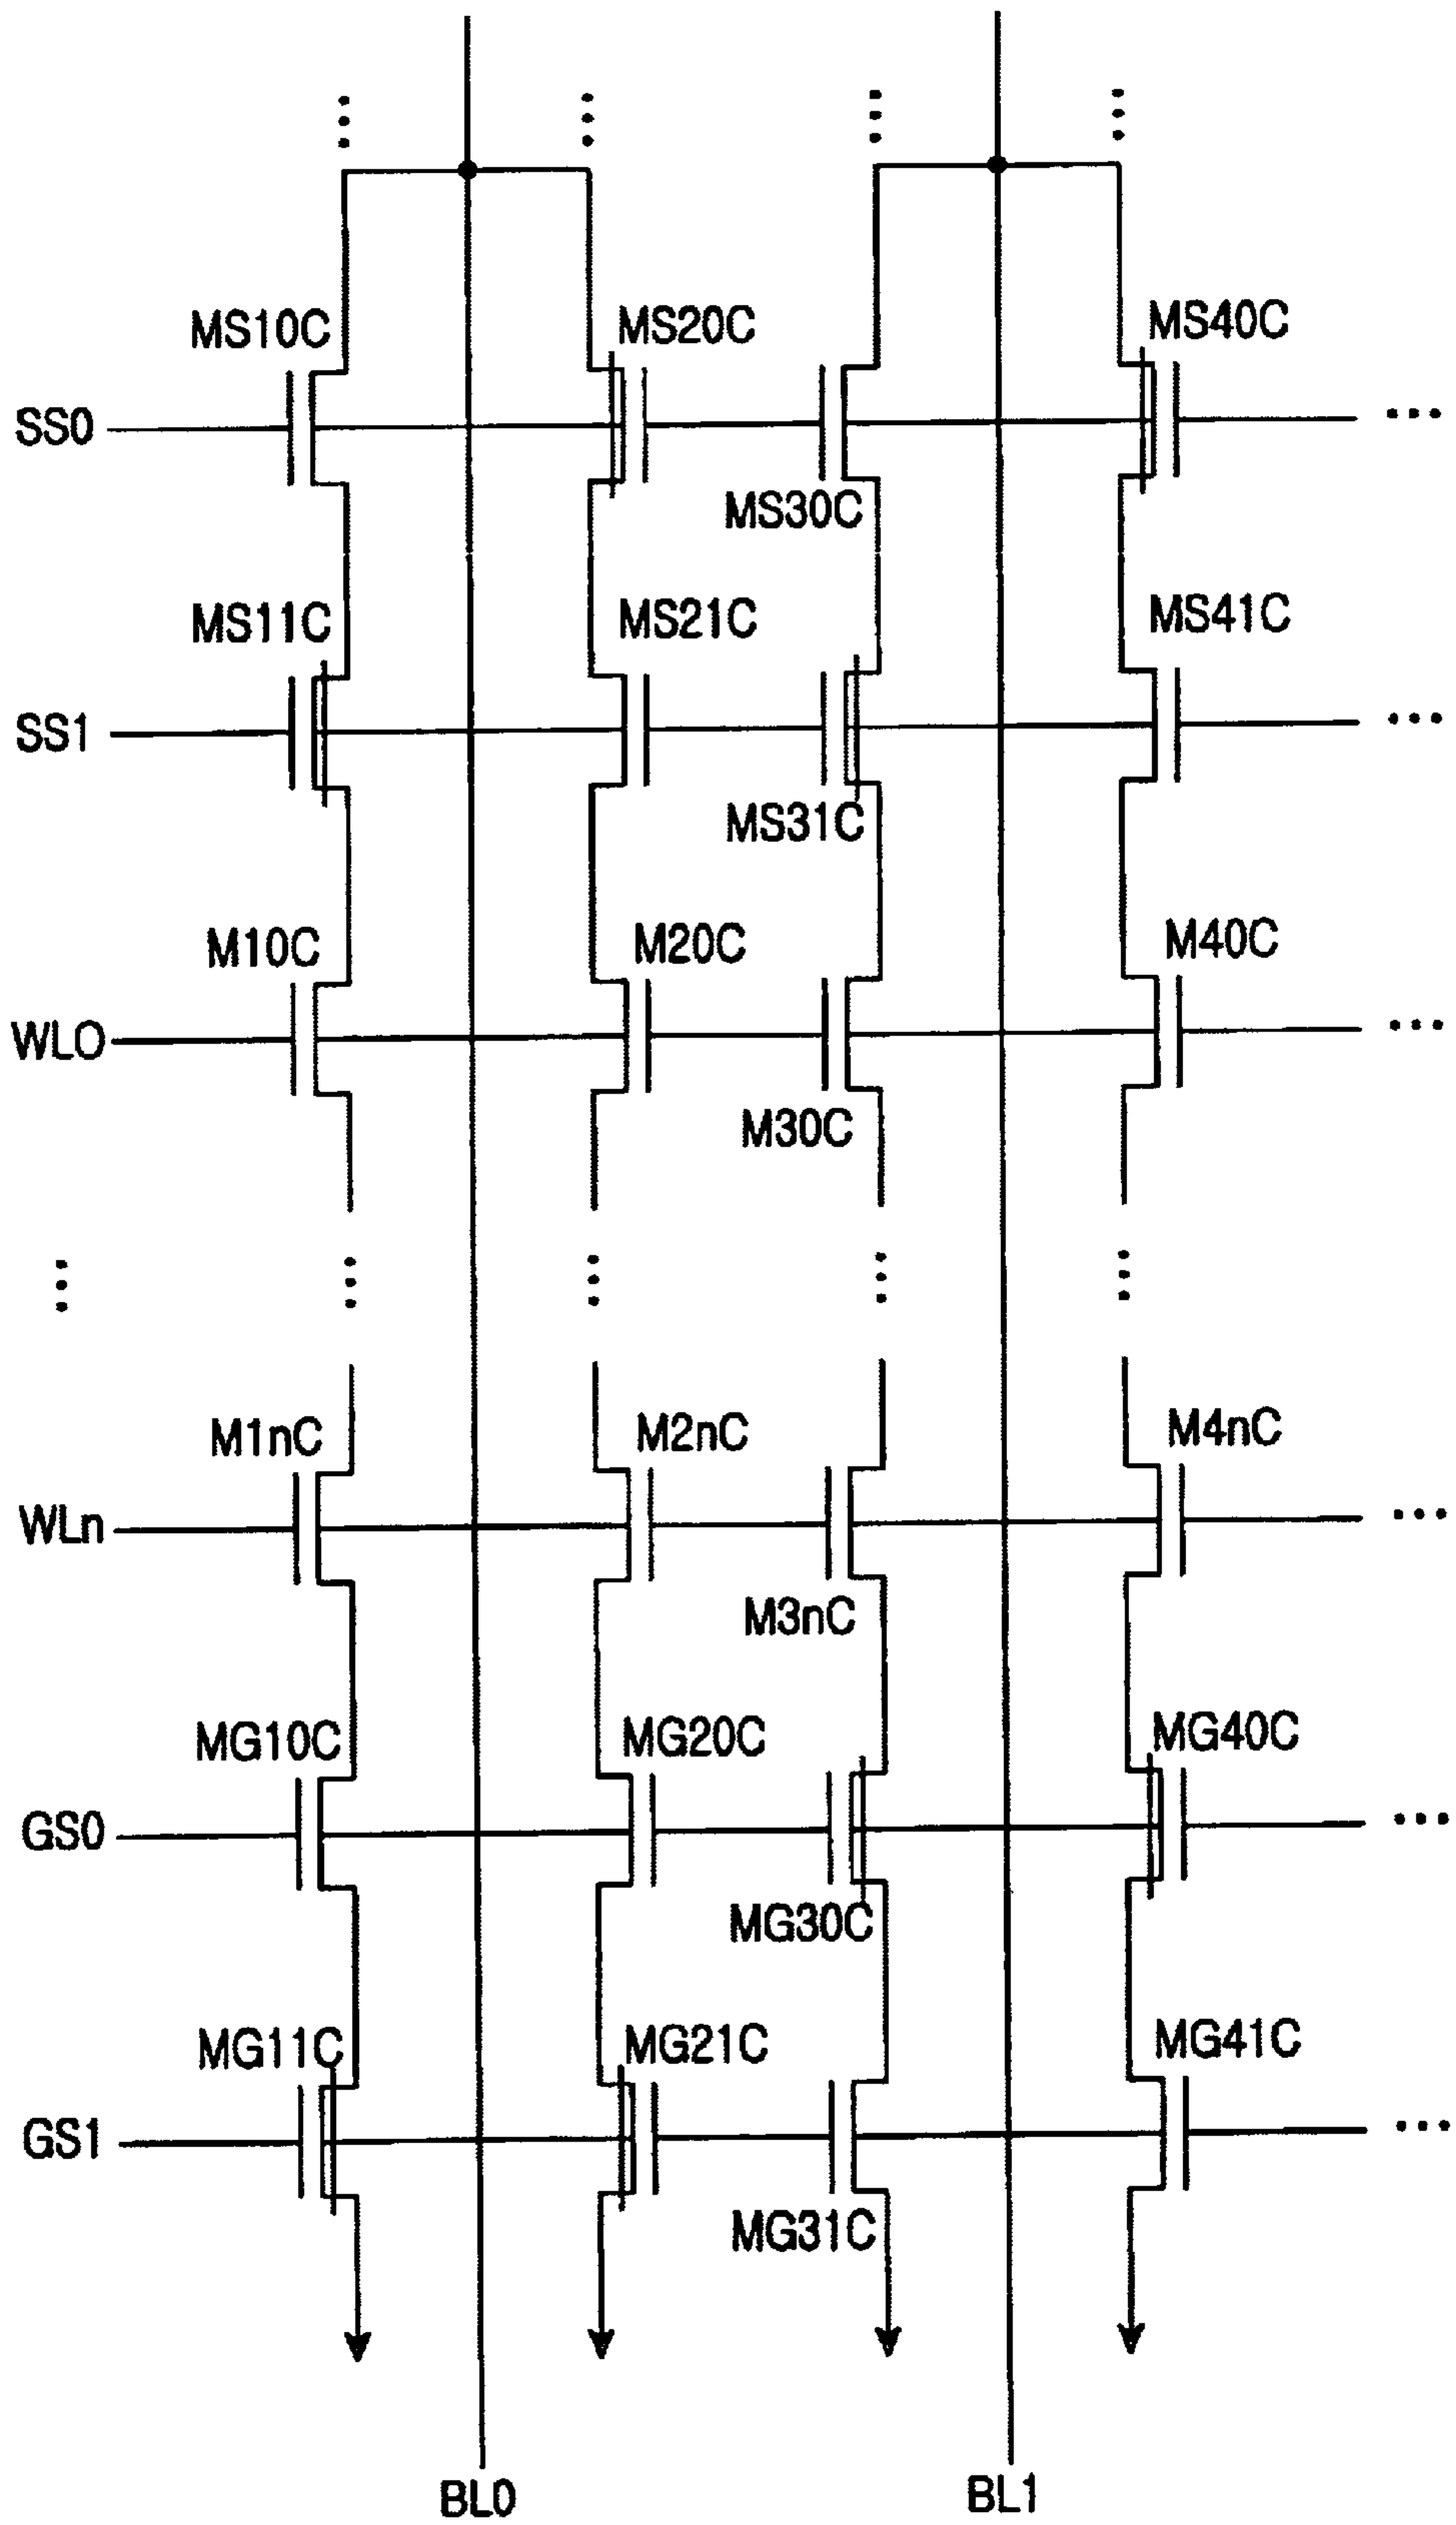 MS10C MS20C MS40C
SS0
MS30C
MS11C MS21C MS41C
SS1
MS31C
M10C M20C M40C
WLO
M30C
M1nC M2nC M4nC
WLn
M3nC
MG10C MG20C MG40C
GS0
MG30C
MG11C MG21C MG41C
GS1
MG31C
BL0 BL1